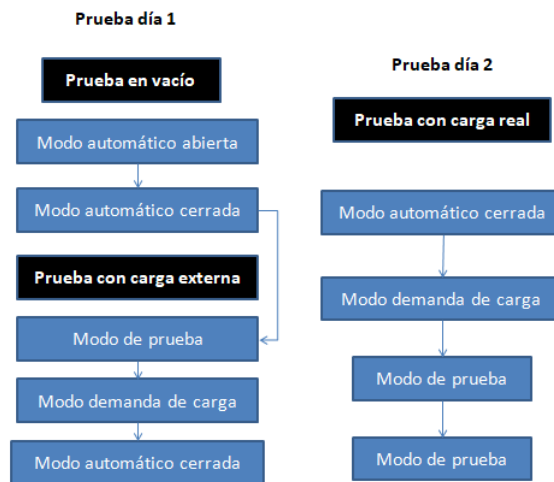 Prueba día 1
Prueba en vacío
Modo automático abierta
Modo automático cerrada
Prueba con carga externa
Modo de prueba
Modo demanda de carga
Modo automático cerrada
Prueba día 2
Prueba con carga real
Modo automático cerrada
Modo demanda de carga
Modo de prueba
Modo de prueba